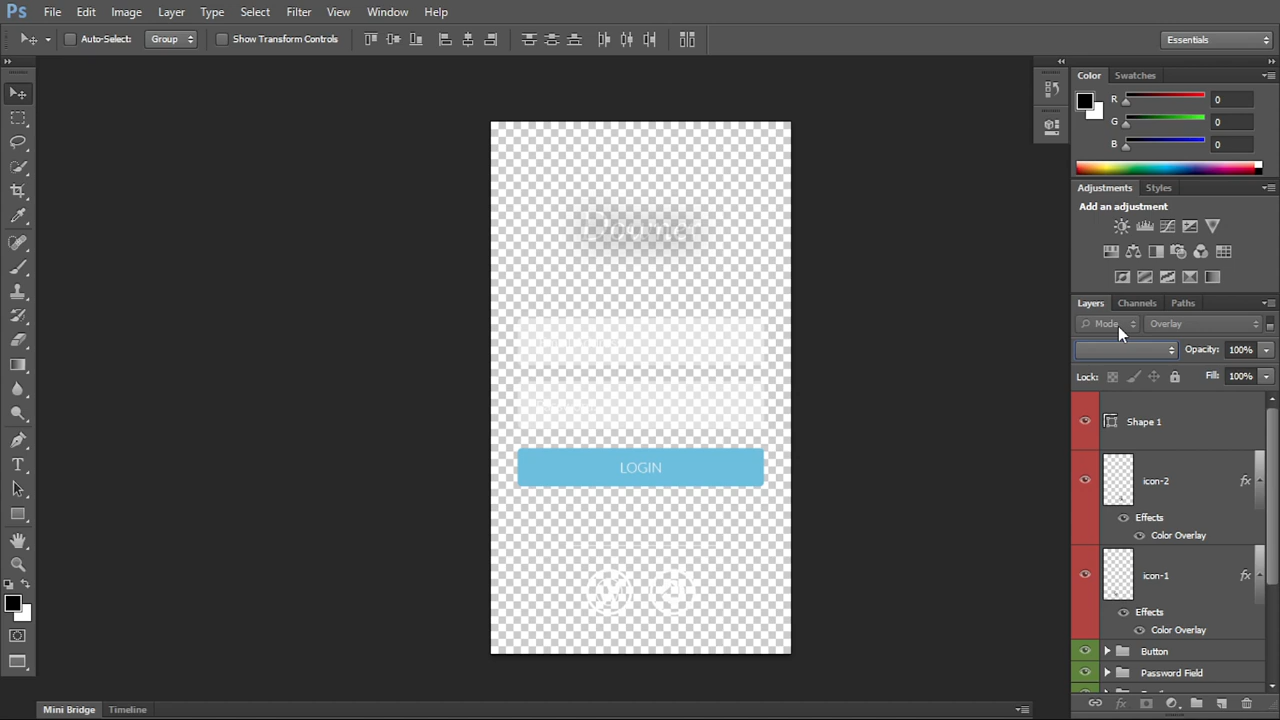 Ps File Edit Image Layer Type Select Filter View Window Help
Auto-Select: Group Show Transform Controls Essentials
Color Swatches
R 0
G 0
B 0
Adjustments Styles
Add an adjustment
Layers Channels Paths
Mode Overlay
Opacity: 100%
Lock: Fill: 100%
Shape 1
icon-2 fx
Effects
Color Overlay
icon-1 fx
Effects
Color Overlay
Button
Password Field
LOGIN
Mini Bridge Timeline